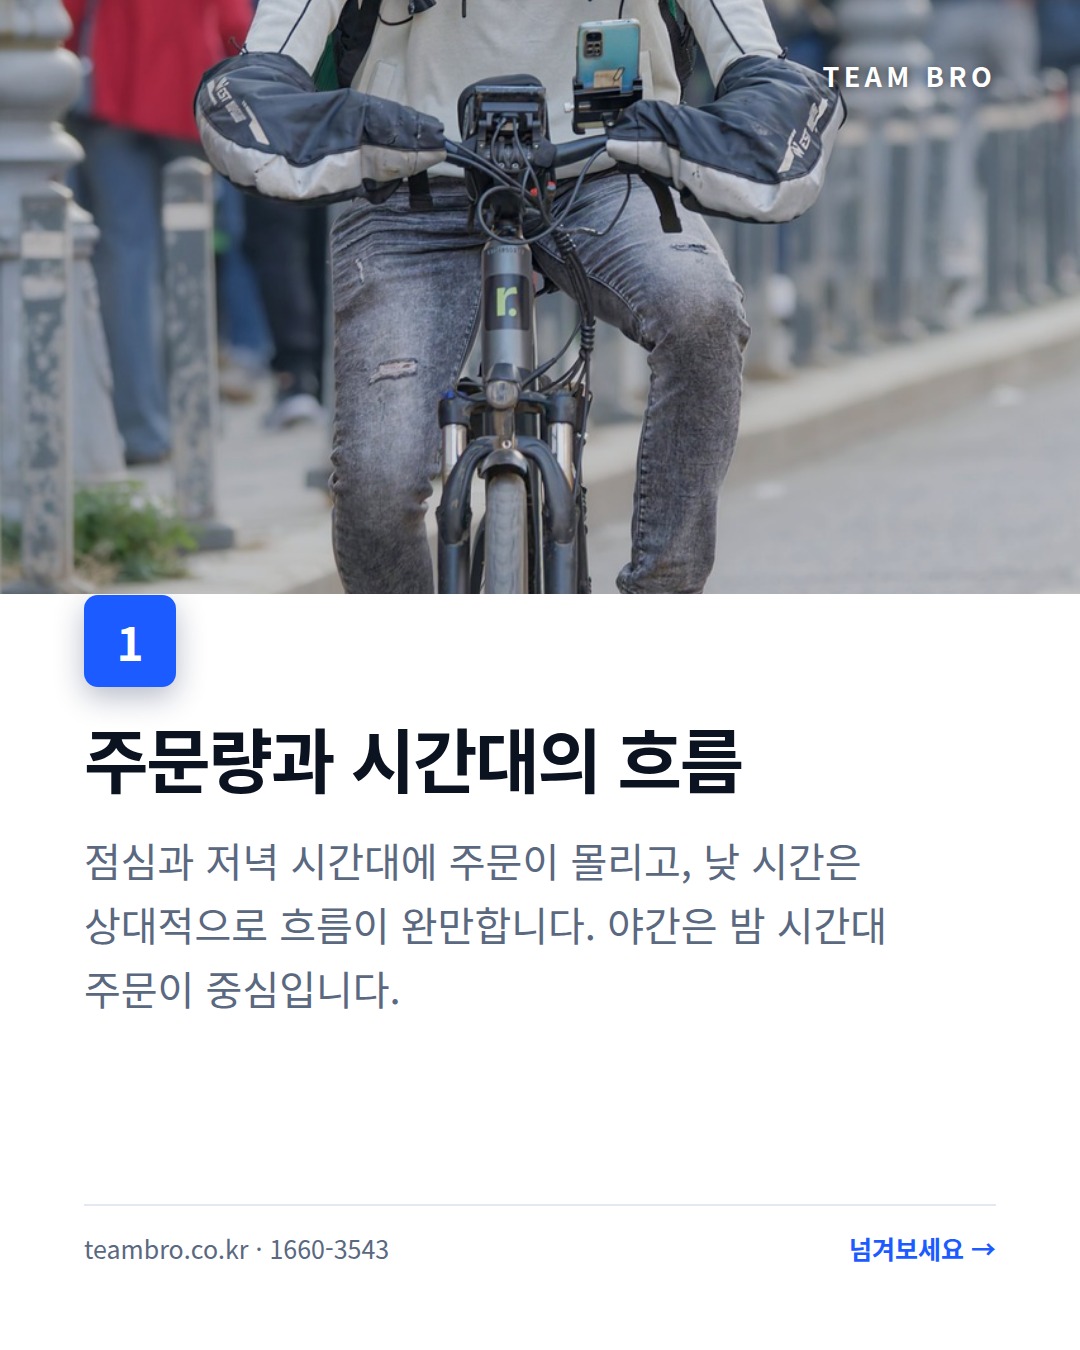 TEAM BRO
r.
1
주문량과 시간대의 흐름
점심과 저녁 시간대에 주문이 몰리고, 낮 시간은
상대적으로 흐름이 완만합니다. 야간은 밤 시간대
주문이 중심입니다.
teambro.co.kr · 1660-3543
넘겨보세요 →